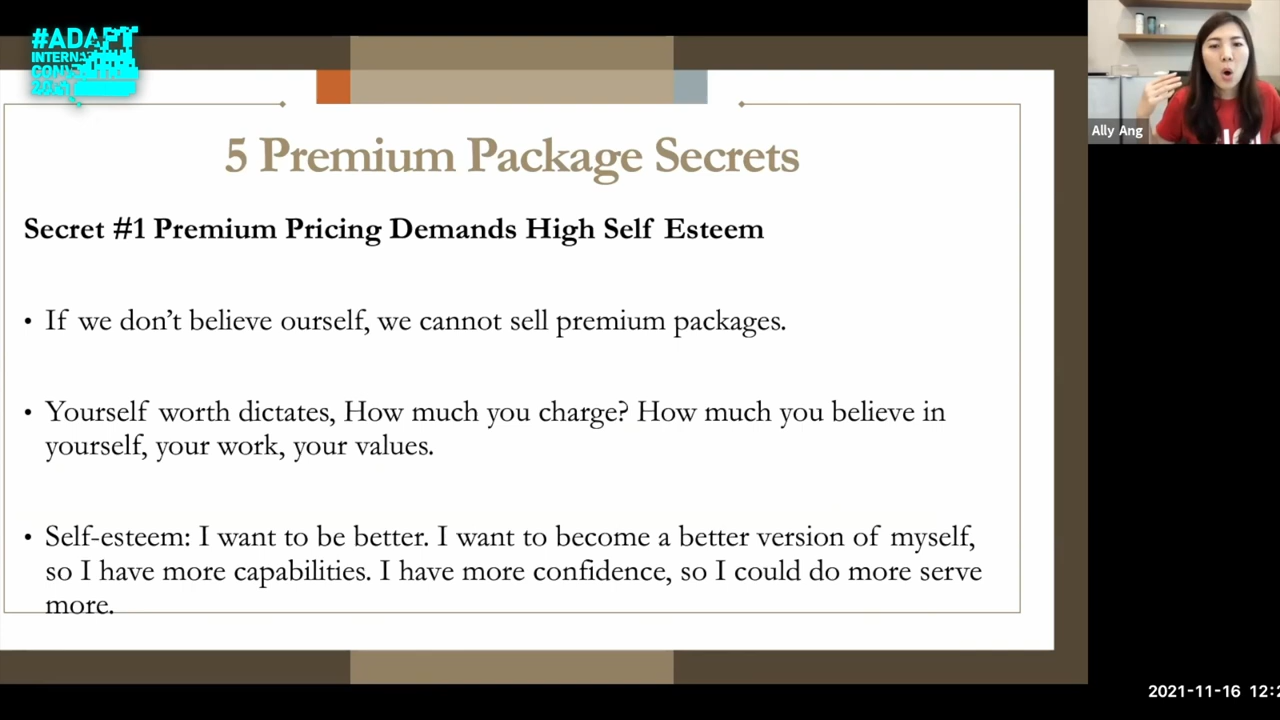 #ADAPT
5 Premium Package Secrets
Secret #1 Premium Pricing Demands High Self Esteem
• If we don’t believe ourself, we cannot sell premium packages.
• Yourself worth dictates, How much you charge? How much you believe in
yourself, your work, your values.
• Self-esteem: I want to be better. I want to become a better version of myself,
so I have more capabilities. I have more confidence, so I could do more serve
more.
Ally Ang
2021-11-16 12:2